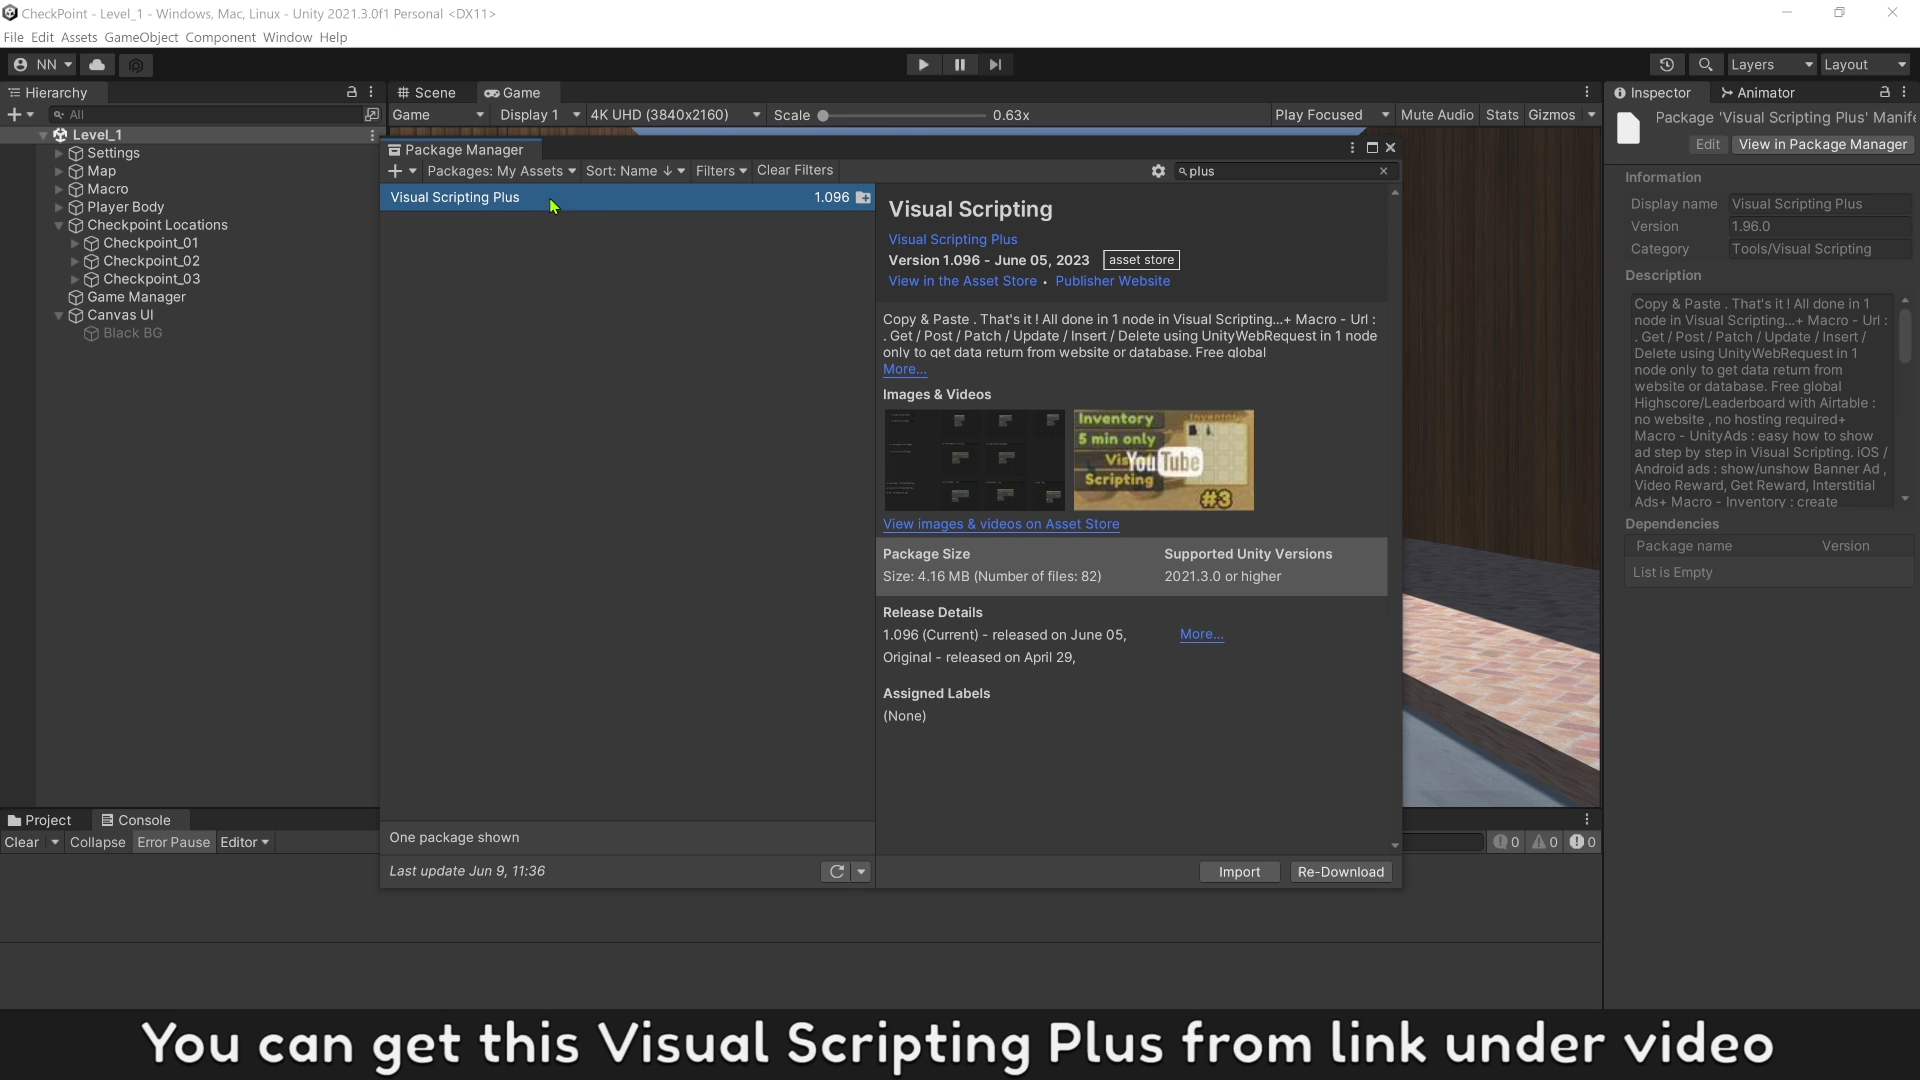 CheckPoint - Level_1 - Windows, Mac, Linux - Unity 2021.3.0f1 Personal <DX11>
File Edit Assets GameObject Component Window Help
NN
Layers
Layout
Hierarchy
All
Level_1
Settings
Map
Macro
Player Body
Checkpoint Locations
Checkpoint_01
Checkpoint_02
Checkpoint_03
Game Manager
Canvas UI
Black BG
Scene
Game
Game
Display 1
4K UHD (3840x2160)
Scale
0.63x
Play Focused
Mute Audio
Stats
Gizmos
Package Manager
Packages: My Assets
Sort: Name ↓
Filters
Clear Filters
plus
Visual Scripting Plus
1.096
One package shown
Last update Jun 9, 11:36
Visual Scripting
Visual Scripting Plus
Version 1.096 - June 05, 2023
asset store
View in the Asset Store • Publisher Website
Copy & Paste . That's it ! All done in 1 node in Visual Scripting...+ Macro - Url :
. Get / Post / Patch / Update / Insert / Delete using UnityWebRequest in 1 node
only to get data return from website or database. Free global
More...
Images & Videos
Inventory
5 min only
Vis
YouTube
Scripting
#3
View images & videos on Asset Store
Package Size
Size: 4.16 MB (Number of files: 82)
Supported Unity Versions
2021.3.0 or higher
Release Details
1.096 (Current) - released on June 05,
More...
Original - released on April 29,
Assigned Labels
(None)
Import
Re-Download
Inspector
Animator
Package 'Visual Scripting Plus' Manife
Edit
View in Package Manager
Information
Display name
Visual Scripting Plus
Version
1.96.0
Category
Tools/Visual Scripting
Description
Copy & Paste . That's it ! All done in 1
node in Visual Scripting...+ Macro - Url :
. Get / Post / Patch / Update / Insert /
Delete using UnityWebRequest in 1
node only to get data return from
website or database. Free global
Highscore/Leaderboard with Airtable :
no website , no hosting required+
Macro - UnityAds : easy how to show
ad step by step in Visual Scripting. iOS /
Android ads : show/unshow Banner Ad ,
Video Reward, Get Reward, Interstitial
Ads+ Macro - Inventory : create
Dependencies
Package name
Version
List is Empty
Project
Console
Clear
Collapse
Error Pause
Editor
0
0
0
You can get this Visual Scripting Plus from link under video